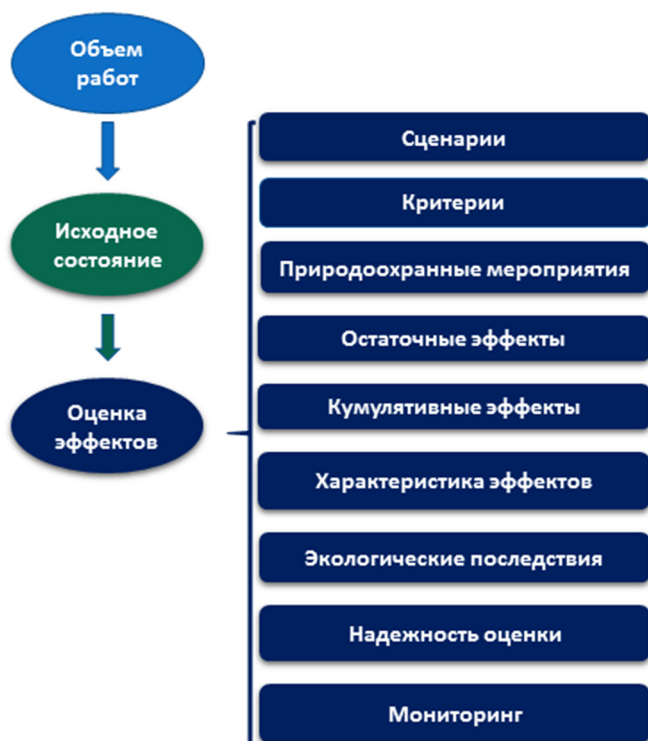 Объем
работ
Исходное
состояние
Оценка
эффектов
Сценарии
Критерии
Природоохранные мероприятия
Остаточные эффекты
Кумулятивные эффекты
Характеристика эффектов
Экологические последствия
Надежность оценки
Мониторинг